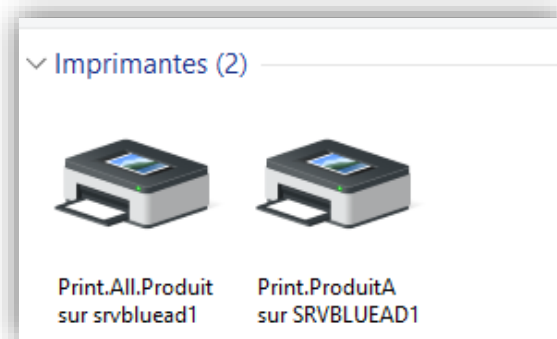 Imprimantes (2)
Print.All.Produit
sur srvbluead1
Print.ProduitA
sur SRVBLUEAD1